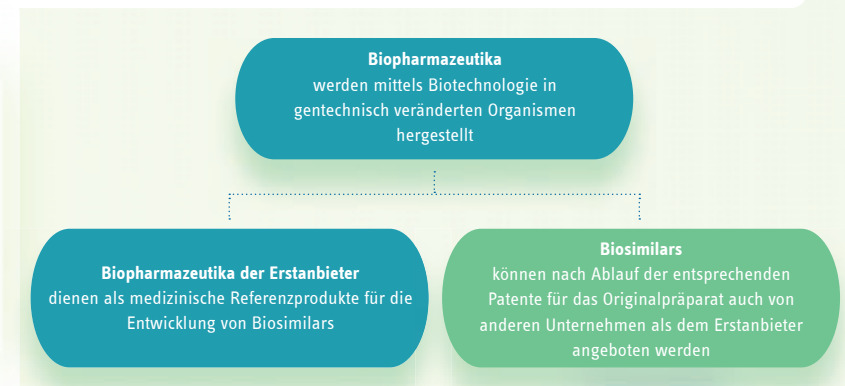 Biopharmazeutika
werden mittels Biotechnologie in
gentechnisch veränderten Organismen
hergestellt
Biopharmazeutika der Erstanbieter
dienen als medizinische Referenzprodukte für die
Entwicklung von Biosimilars
Biosimilars
können nach Ablauf der entsprechenden
Patente für das Originalpräparat auch von
anderen Unternehmen als dem Erstanbieter
angeboten werden